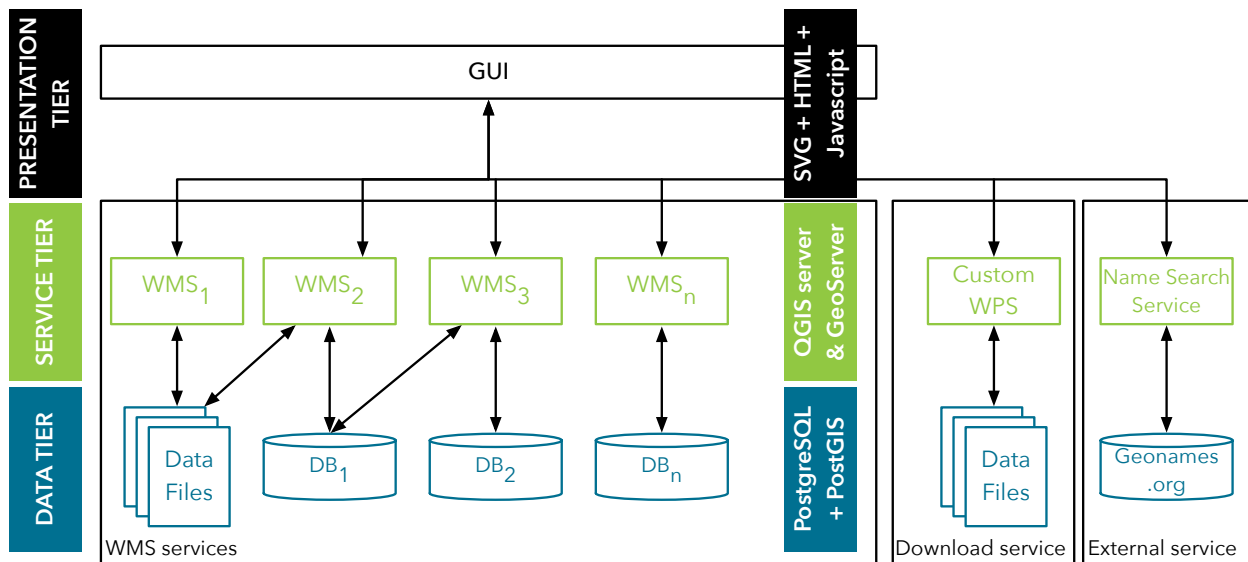 PRESENTATION
TIER
GUI
SVG + HTML +
Javascript
SERVICE TIER
WMS1
WMS2
WMS3
WMSn
QGIS server
& GeoServer
Custom
WPS
Name Search
Service
DATA TIER
Data
Files
DB1
DB2
DBn
PostgreSQL
+ PostGIS
Data
Files
Geonames
.org
WMS services
Download service
External service